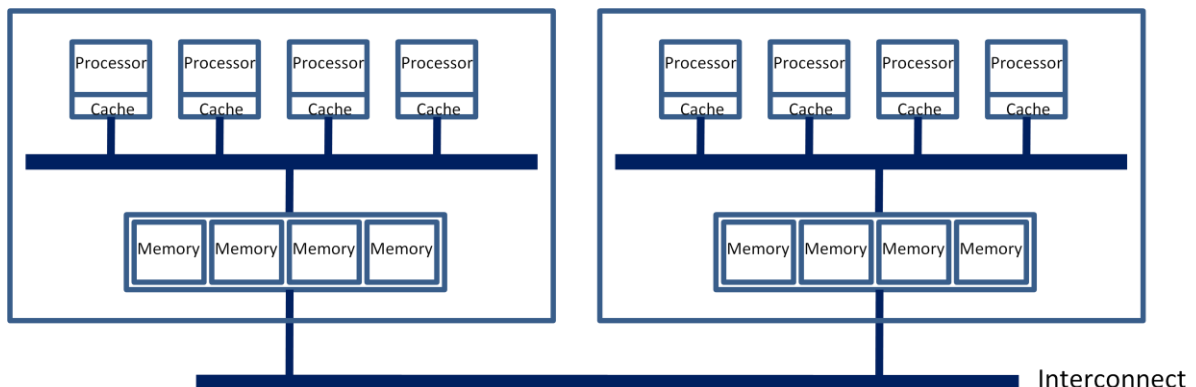 Processor Processor Processor Processor Processor Processor Processor Processor
Cache Cache Cache Cache Cache Cache Cache Cache
Memory Memory Memory Memory Memory Memory Memory Memory
Interconnect